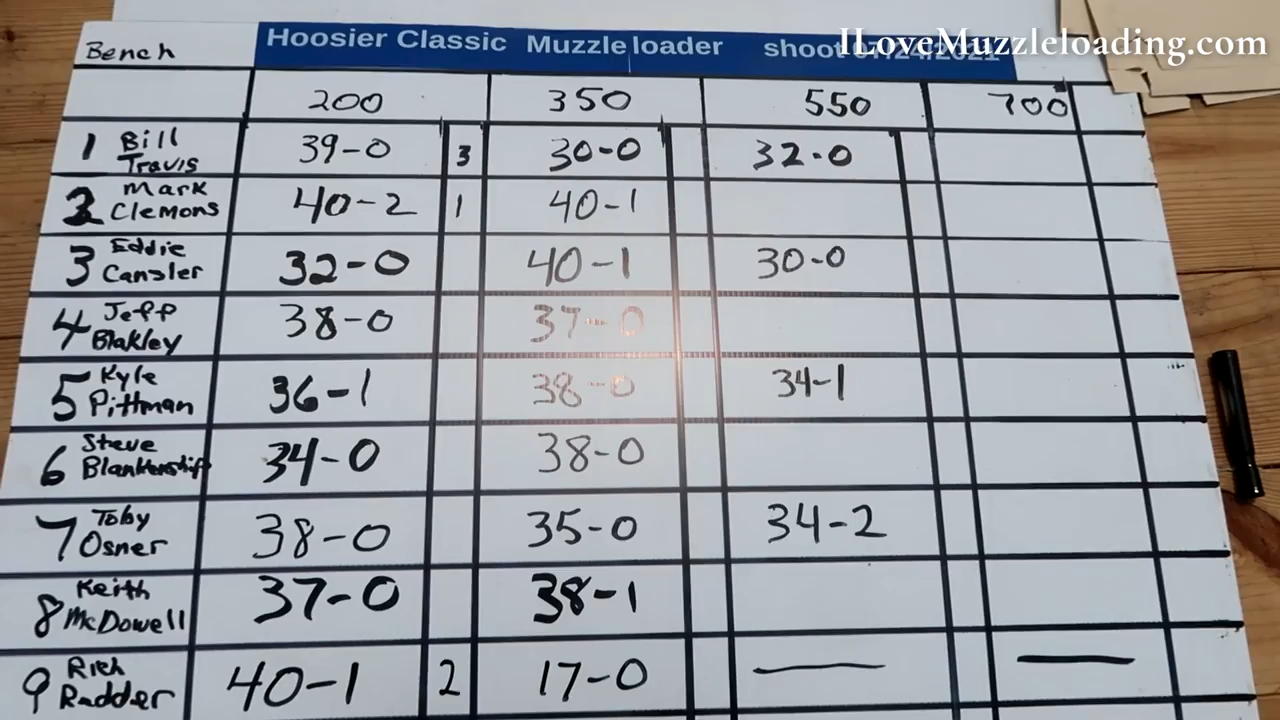 ILoveMuzzleloading.com
Bench Hoosier Classic Muzzle loader shoot 07/24/2021
200 350 550 700
1 Bill Travis 39-0 3 30-0 32-0
2 Mark Clemons 40-2 1 40-1
3 Eddie Cansler 32-0 40-1 30-0
4 Jeff Blakley 38-0 37-0
5 Kyle Pittman 36-1 38-0 34-1
6 Steve Blankenship 34-0 38-0
7 Toby Osner 38-0 35-0 34-2
8 Keith McDowell 37-0 38-1
9 Rich Radder 40-1 2 17-0 — —